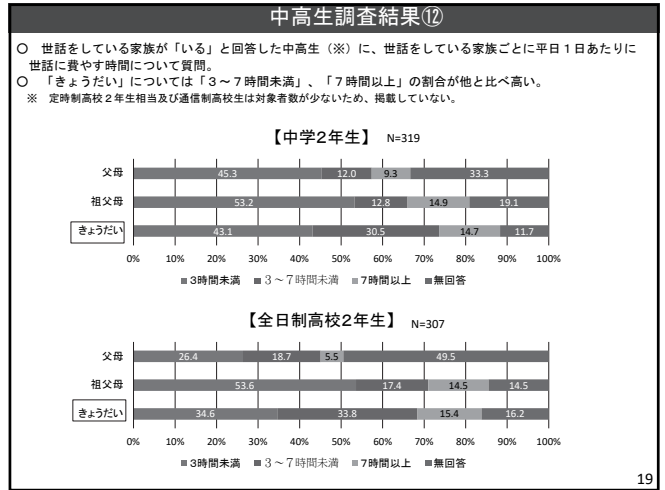 中高生調査結果⑫
○　世話をしている家族が「いる」と回答した中高生（※）に、世話をしている家族ごとに平日１日あたりに
世話に費やす時間について質問。
○　「きょうだい」については「３～７時間未満」、「７時間以上」の割合が他と比べ高い。
※　定時制高校２年生相当及び通信制高校生は対象者数が少ないため、掲載していない。
【中学２年生】 N=319
父母 45.3 12.0 9.3 33.3
祖父母 53.2 12.8 14.9 19.1
きょうだい 43.1 30.5 14.7 11.7
0% 10% 20% 30% 40% 50% 60% 70% 80% 90% 100%
■３時間未満 ■３～７時間未満 ■７時間以上 ■無回答
【全日制高校２年生】 N=307
父母 26.4 18.7 5.5 49.5
祖父母 53.6 17.4 14.5 14.5
きょうだい 34.6 33.8 15.4 16.2
0% 10% 20% 30% 40% 50% 60% 70% 80% 90% 100%
■３時間未満 ■３～７時間未満 ■７時間以上 ■無回答
19